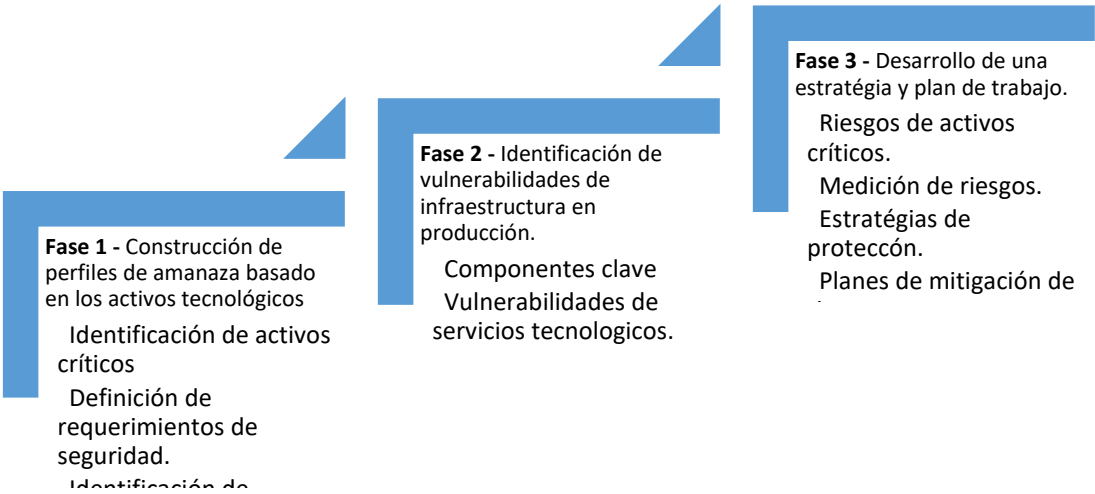 Fase 1 - Construcción de
perfiles de amanaza basado
en los activos tecnológicos
Identificación de activos
críticos
Definición de
requerimientos de
seguridad.
Identificación de
Fase 2 - Identificación de
vulnerabilidades de
infraestructura en
producción.
Componentes clave
Vulnerabilidades de
servicios tecnologicos.
Fase 3 - Desarrollo de una
estratégia y plan de trabajo.
Riesgos de activos
críticos.
Medición de riesgos.
Estratégias de
proteccón.
Planes de mitigación de